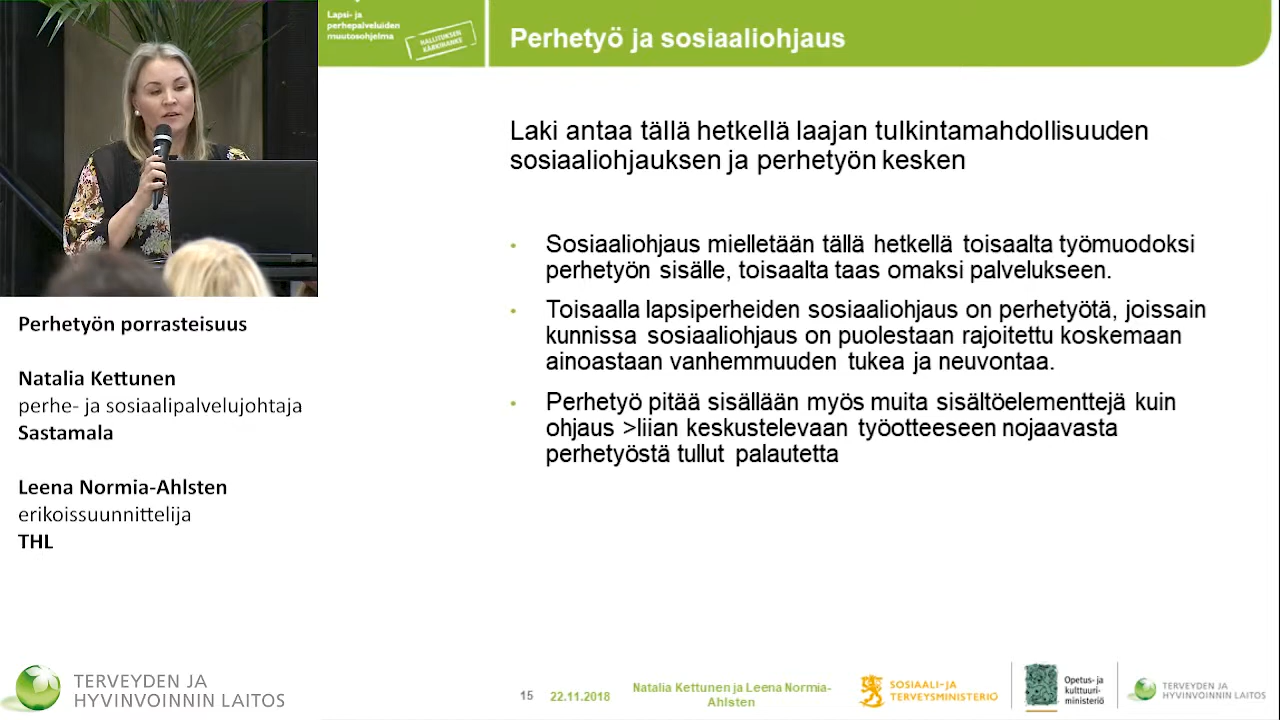 Lapsi- ja
perhepalveluiden
muutosohjelma
HALLITUKSEN
KÄRKIHANKE
Perhetyö ja sosiaaliohjaus
Laki antaa tällä hetkellä laajan tulkintamahdollisuuden
sosiaaliohjauksen ja perhetyön kesken
• Sosiaaliohjaus mielletään tällä hetkellä toisaalta työmuodoksi
perhetyön sisälle, toisaalta taas omaksi palvelukseen.
• Toisaalla lapsiperheiden sosiaaliohjaus on perhetyötä, joissain
kunnissa sosiaaliohjaus on puolestaan rajoitettu koskemaan
ainoastaan vanhemmuuden tukea ja neuvontaa.
• Perhetyö pitää sisällään myös muita sisältöelementtejä kuin
ohjaus >liian keskustelevaan työotteeseen nojaavasta
perhetyöstä tullut palautetta
Perhetyön porrasteisuus
Natalia Kettunen
perhe- ja sosiaalipalvelujohtaja
Sastamala
Leena Normia-Ahlsten
erikoissuunnittelija
THL
TERVEYDEN JA
HYVINVOINNIN LAITOS
15
22.11.2018
Natalia Kettunen ja Leena Normia-
Ahlsten
SOSIAALI- JA
TERVEYSMINISTERIÖ
Opetus- ja
kulttuuri-
ministeriö
TERVEYDEN JA
HYVINVOINNIN LAITOS